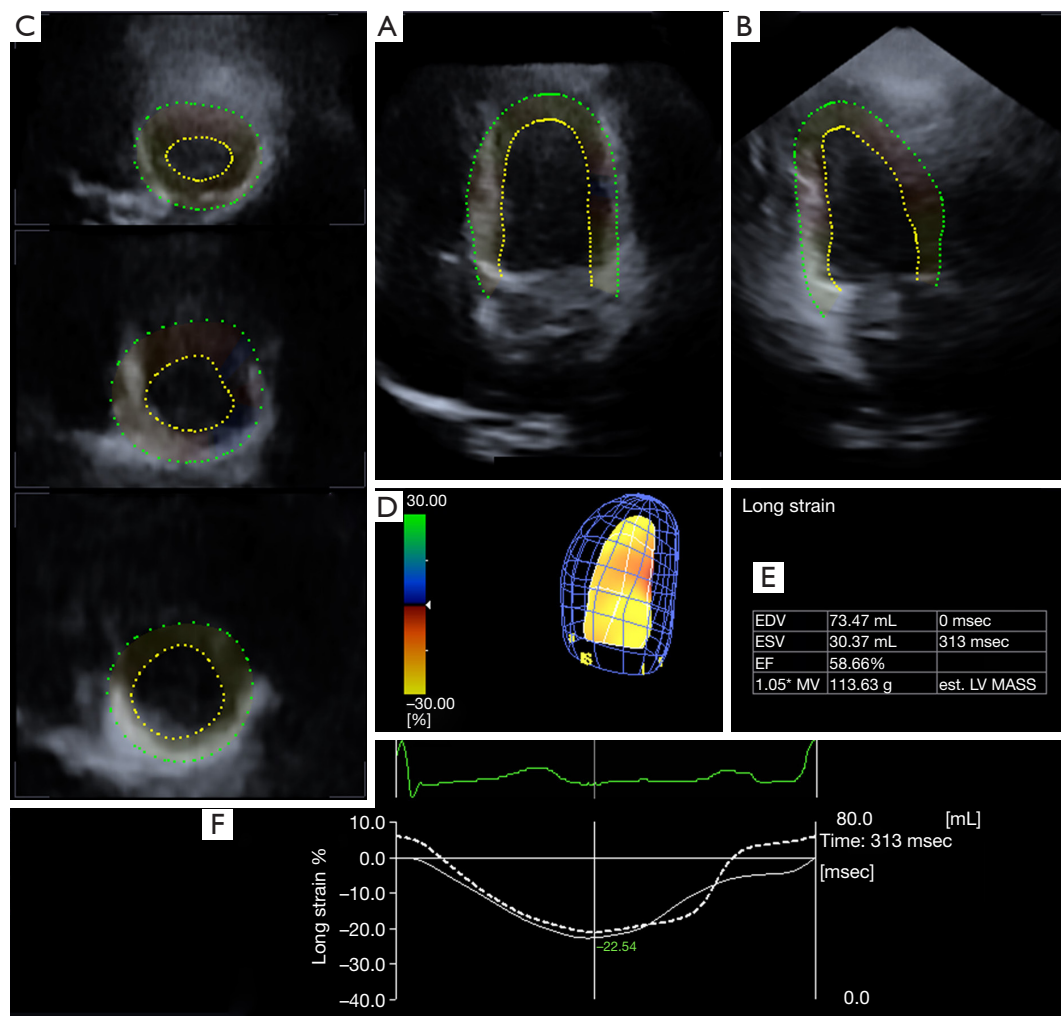 C
A
B
D
30.00
−30.00
[%]
Long strain
E
EDV 73.47 mL 0 msec
ESV 30.37 mL 313 msec
EF 58.66%
1.05* MV 113.63 g est. LV MASS
F
Long strain %
10.0
0.0
−10.0
−20.0
−30.0
−40.0
−22.54
80.0 [mL]
Time: 313 msec
[msec]
0.0